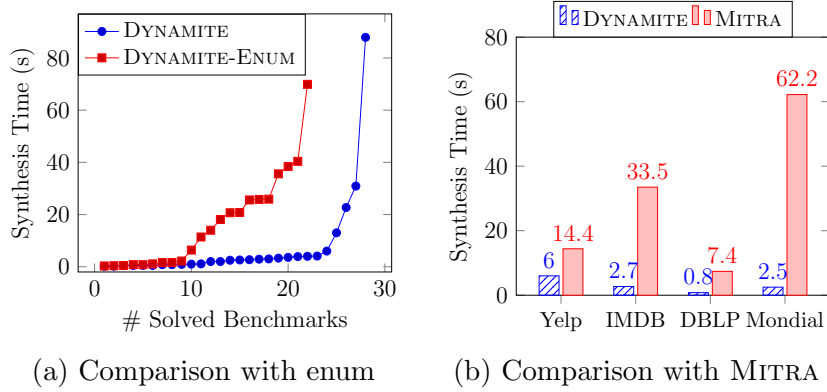 DYNAMITE
DYNAMITE-ENUM
Synthesis Time (s)
80
60
40
20
0
0 10 20 30
# Solved Benchmarks
(a) Comparison with enum
DYNAMITE MITRA
Synthesis Time (s)
80
60
40
20
0
6 14.4 2.7 33.5 0.8 7.4 2.5 62.2
Yelp IMDB DBLP Mondial
(b) Comparison with MITRA